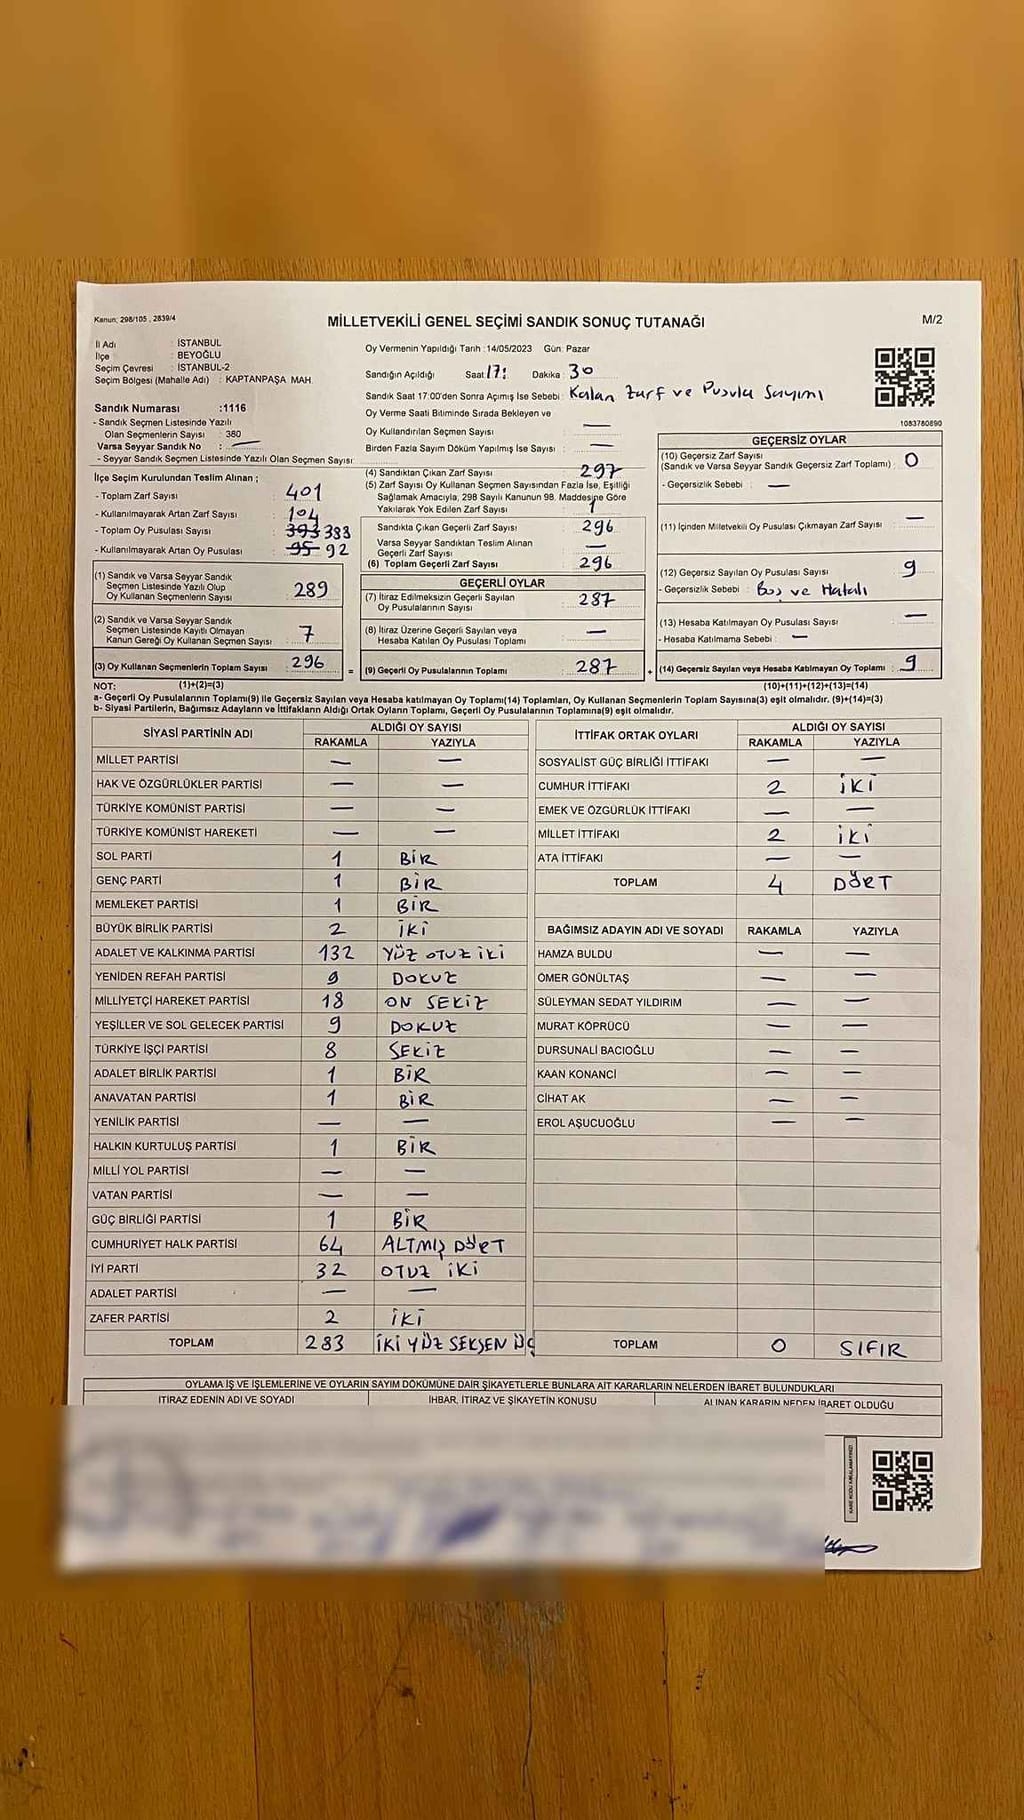 Kanun; 298/105 , 2839/4
MİLLETVEKİLİ GENEL SEÇİMİ SANDIK SONUÇ TUTANAĞI
M/2
İl Adı : İSTANBUL
İlçe : BEYOĞLU
Seçim Çevresi : İSTANBUL-2
Seçim Bölgesi (Mahalle Adı) : KAPTANPAŞA MAH.
Sandık Numarası :1116
- Sandık Seçmen Listesinde Yazılı
Olan Seçmenlerin Sayısı : 360
Varsa Seyyar Sandık No : —
- Seyyar Sandık Seçmen Listesinde Yazılı Olan Seçmen Sayısı:
İlçe Seçim Kurulundan Teslim Alınan ;
- Toplam Zarf Sayısı : 401
- Kullanılmayarak Artan Zarf Sayısı : 104
- Toplam Oy Pusulası Sayısı : 393 383
- Kullanılmayarak Artan Oy Pusulası : 95 92
(1) Sandık ve Varsa Seyyar Sandık
Seçmen Listesinde Yazılı Olup
Oy Kullanan Seçmenlerin Sayısı : 289
(2) Sandık ve Varsa Seyyar Sandık
Seçmen Listesinde Kayıtlı Olmayan
Kanun Gereği Oy Kullanan Seçmen Sayısı : 7
(3) Oy Kullanan Seçmenlerin Toplam Sayısı : 296 =
Oy Vermenin Yapıldığı Tarih :14/05/2023 Gün: Pazar
Sandığın Açıldığı Saat: 17: Dakika : 30
Sandık Saat 17:00'den Sonra Açımış İse Sebebi : Kalan Zarf ve Pusula Sayımı
Oy Verme Saati Bitiminde Sırada Bekleyen ve
Oy Kullandırılan Seçmen Sayısı : —
Birden Fazla Sayım Döküm Yapılmış İse Sayısı : —
(4) Sandıktan Çıkan Zarf Sayısı : 297
(5) Zarf Sayısı Oy Kullanan Seçmen Sayısından Fazla İse, Eşitliği
Sağlamak Amacıyla, 298 Sayılı Kanunun 98. Maddesine Göre
Yakılarak Yok Edilen Zarf Sayısı : 1
Sandıkta Çıkan Geçerli Zarf Sayısı : 296
Varsa Seyyar Sandıktan Teslim Alınan
Geçerli Zarf Sayısı : —
(6) Toplam Geçerli Zarf Sayısı : 296
GEÇERLİ OYLAR
(7) İtiraz Edilmeksizin Geçerli Sayılan
Oy Pusulalarının Sayısı : 287
(8) İtiraz Üzerine Geçerli Sayılan veya
Hesaba Katılan Oy Pusulası Toplamı : —
(9) Geçerli Oy Pusulalarının Toplamı : 287 +
1083780890
GEÇERSİZ OYLAR
(10) Geçersiz Zarf Sayısı
(Sandık ve Varsa Seyyar Sandık Geçersiz Zarf Toplamı) : 0
- Geçersizlik Sebebi : —
(11) İçinden Milletvekili Oy Pusulası Çıkmayan Zarf Sayısı : —
(12) Geçersiz Sayılan Oy Pusulası Sayısı : 9
- Geçersizlik Sebebi : Boş ve Hatalı
(13) Hesaba Katılmayan Oy Pusulası Sayısı : —
- Hesaba Katılmama Sebebi : —
(14) Geçersiz Sayılan veya Hesaba Katılmayan Oy Toplamı : 9
NOT: (1)+(2)=(3) (10)+(11)+(12)+(13)=(14)
a- Geçerli Oy Pusulalarının Toplamı(9) ile Geçersiz Sayılan veya Hesaba katılmayan Oy Toplamı(14) Toplamları, Oy Kullanan Seçmenlerin Toplam Sayısına(3) eşit olmalıdır. (9)+(14)=(3)
b- Siyasi Partilerin, Bağımsız Adayların ve İttifakların Aldığı Ortak Oyların Toplamı, Geçerli Oy Pusulalarının Toplamına(9) eşit olmalıdır.
SİYASİ PARTİNİN ADI ALDIĞI OY SAYISI
RAKAMLA YAZIYLA
MİLLET PARTİSİ — —
HAK VE ÖZGÜRLÜKLER PARTİSİ — —
TÜRKİYE KOMÜNİST PARTİSİ — —
TÜRKİYE KOMÜNİST HAREKETİ — —
SOL PARTİ 1 BİR
GENÇ PARTİ 1 BİR
MEMLEKET PARTİSİ 1 BİR
BÜYÜK BİRLİK PARTİSİ 2 İKİ
ADALET VE KALKINMA PARTİSİ 132 YÜZ OTUZ İKİ
YENİDEN REFAH PARTİSİ 9 DOKUZ
MİLLİYETÇİ HAREKET PARTİSİ 18 ON SEKİZ
YEŞİLLER VE SOL GELECEK PARTİSİ 9 DOKUZ
TÜRKİYE İŞÇİ PARTİSİ 8 SEKİZ
ADALET BİRLİK PARTİSİ 1 BİR
ANAVATAN PARTİSİ 1 BİR
YENİLİK PARTİSİ — —
HALKIN KURTULUŞ PARTİSİ 1 BİR
MİLLİ YOL PARTİSİ — —
VATAN PARTİSİ — —
GÜÇ BİRLİĞİ PARTİSİ 1 BİR
CUMHURİYET HALK PARTİSİ 64 ALTMIŞ DÖRT
İYİ PARTİ 32 OTUZ İKİ
ADALET PARTİSİ — —
ZAFER PARTİSİ 2 İKİ
TOPLAM 283 İKİ YÜZ SEKSEN ÜÇ
İTTİFAK ORTAK OYLARI ALDIĞI OY SAYISI
RAKAMLA YAZIYLA
SOSYALİST GÜÇ BİRLİĞİ İTTİFAKI — —
CUMHUR İTTİFAKI 2 İKİ
EMEK VE ÖZGÜRLÜK İTTİFAKI — —
MİLLET İTTİFAKI 2 İKİ
ATA İTTİFAKI — —
TOPLAM 4 DÖRT
BAĞIMSIZ ADAYIN ADI VE SOYADI RAKAMLA YAZIYLA
HAMZA BULDU — —
ÖMER GÖNÜLTAŞ — —
SÜLEYMAN SEDAT YILDIRIM — —
MURAT KÖPRÜCÜ — —
DURSUNALİ BACIOĞLU — —
KAAN KONANCİ — —
CİHAT AK — —
EROL AŞUCUOĞLU — —
TOPLAM 0 SIFIR
OYLAMA İŞ VE İŞLEMLERİNE VE OYLARIN SAYIM DÖKÜMÜNE DAİR ŞİKAYETLERLE BUNLARA AİT KARARLARIN NELERDEN İBARET BULUNDUKLARI
İTİRAZ EDENİN ADI VE SOYADI İHBAR, İTİRAZ VE ŞİKAYETİN KONUSU ALINAN KARARIN NEDEN İBARET OLDUĞU
KARE KODU KARALAMAYINIZ!